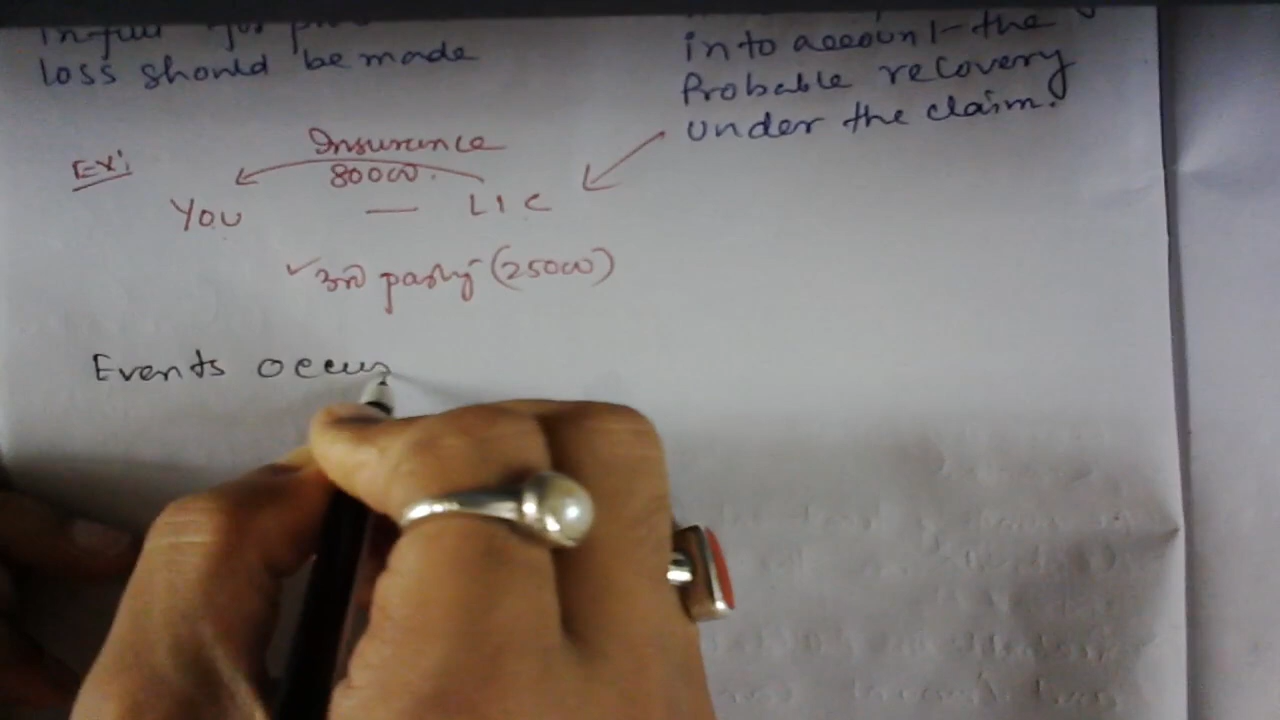 loss should be made
into account the
Probable recovery
under the claim.
Ex:
Insurance
80000.
YOU — LIC
✓ 3rd party (25000)
Events occur